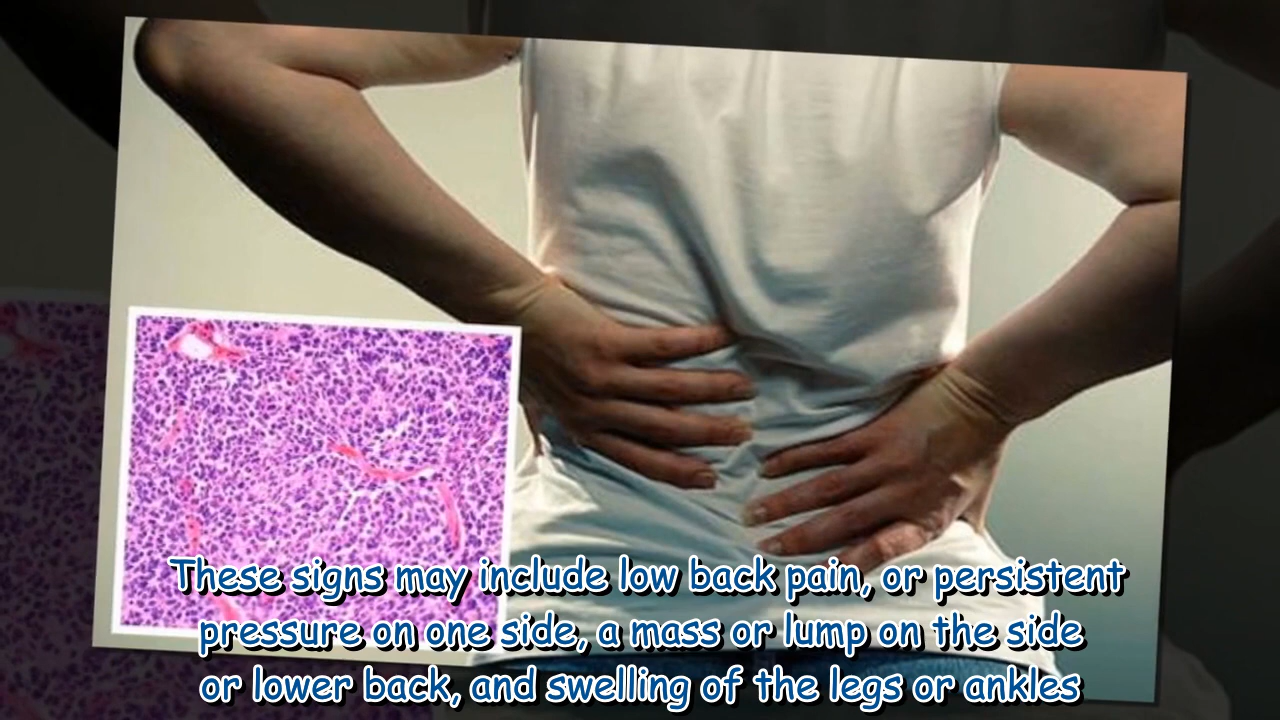 These signs may include low back pain, or persistent
pressure on one side, a mass or lump on the side
or lower back, and swelling of the legs or ankles